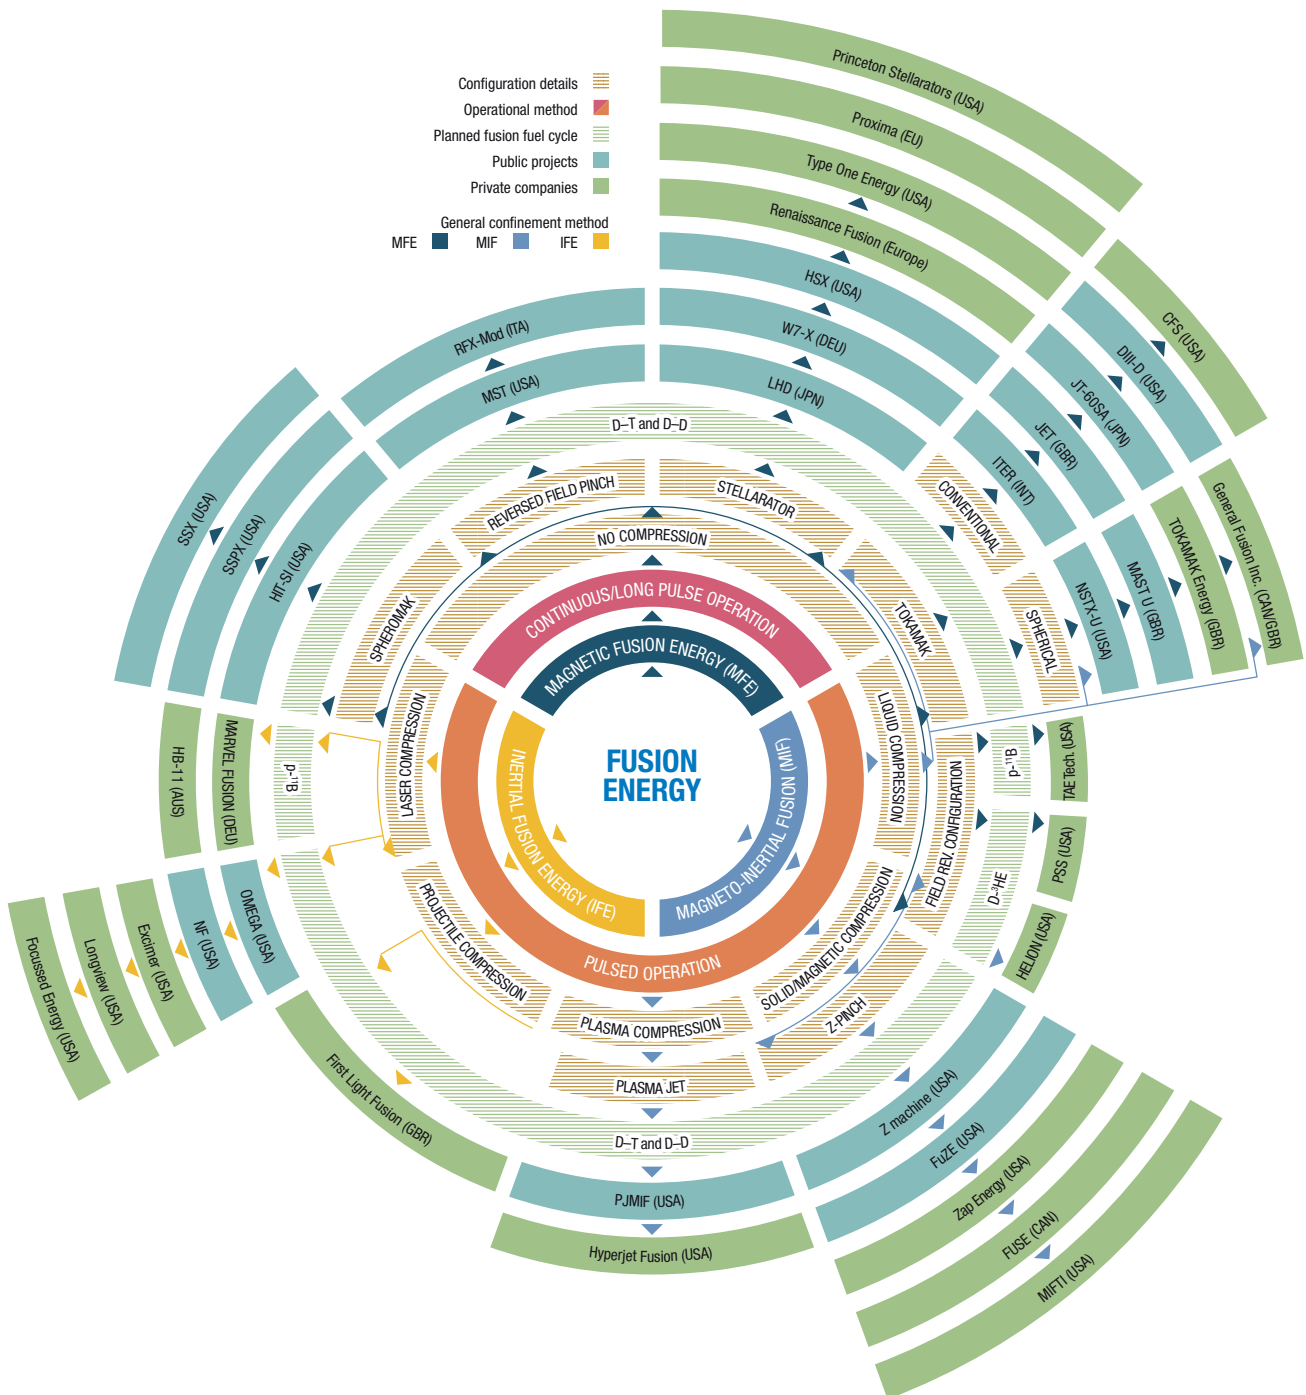 Configuration details
Operational method
Planned fusion fuel cycle
Public projects
Private companies
General confinement method
MFE
MIF
IFE
Princeton Stellarators (USA)
Proxima (EU)
Type One Energy (USA)
Renaissance Fusion (Europe)
HSX (USA)
W7-X (DEU)
LHD (JPN)
RFX-Mod (ITA)
MST (USA)
CFS (USA)
DIII-D (USA)
JT-60SA (JPN)
JET (GBR)
ITER (INT)
General Fusion Inc. (CAN/GBR)
TOKAMAK Energy (GBR)
MAST U (GBR)
NSTX-U (USA)
SSX (USA)
SSPX (USA)
HIT-SI (USA)
D–T and D–D
REVERSED FIELD PINCH
STELLARATOR
CONVENTIONAL
SPHERICAL
SPHEROMAK
NO COMPRESSION
TOKAMAK
CONTINUOUS/LONG PULSE OPERATION
MAGNETIC FUSION ENERGY (MFE)
LASER COMPRESSION
LIQUID COMPRESSION
FUSION
ENERGY
INERTIAL FUSION ENERGY (IFE)
MAGNETO-INERTIAL FUSION (MIF)
PULSED OPERATION
HB-11 (AUS)
MARVEL FUSION (DEU)
p-¹¹B
FIELD REV. CONFIGURATION
p-¹¹B
TAE Tech. (USA)
D-³HE
PSS (USA)
HELION (USA)
PROJECTILE COMPRESSION
PLASMA COMPRESSION
SOLID/MAGNETIC COMPRESSION
Z-PINCH
PLASMA JET
D–T and D–D
OMEGA (USA)
NF (USA)
Excimer (USA)
Longview (USA)
Focussed Energy (USA)
First Light Fusion (GBR)
PJMIF (USA)
Hyperjet Fusion (USA)
Z machine (USA)
FuZE (USA)
Zap Energy (USA)
FUSE (CAN)
MIFTI (USA)